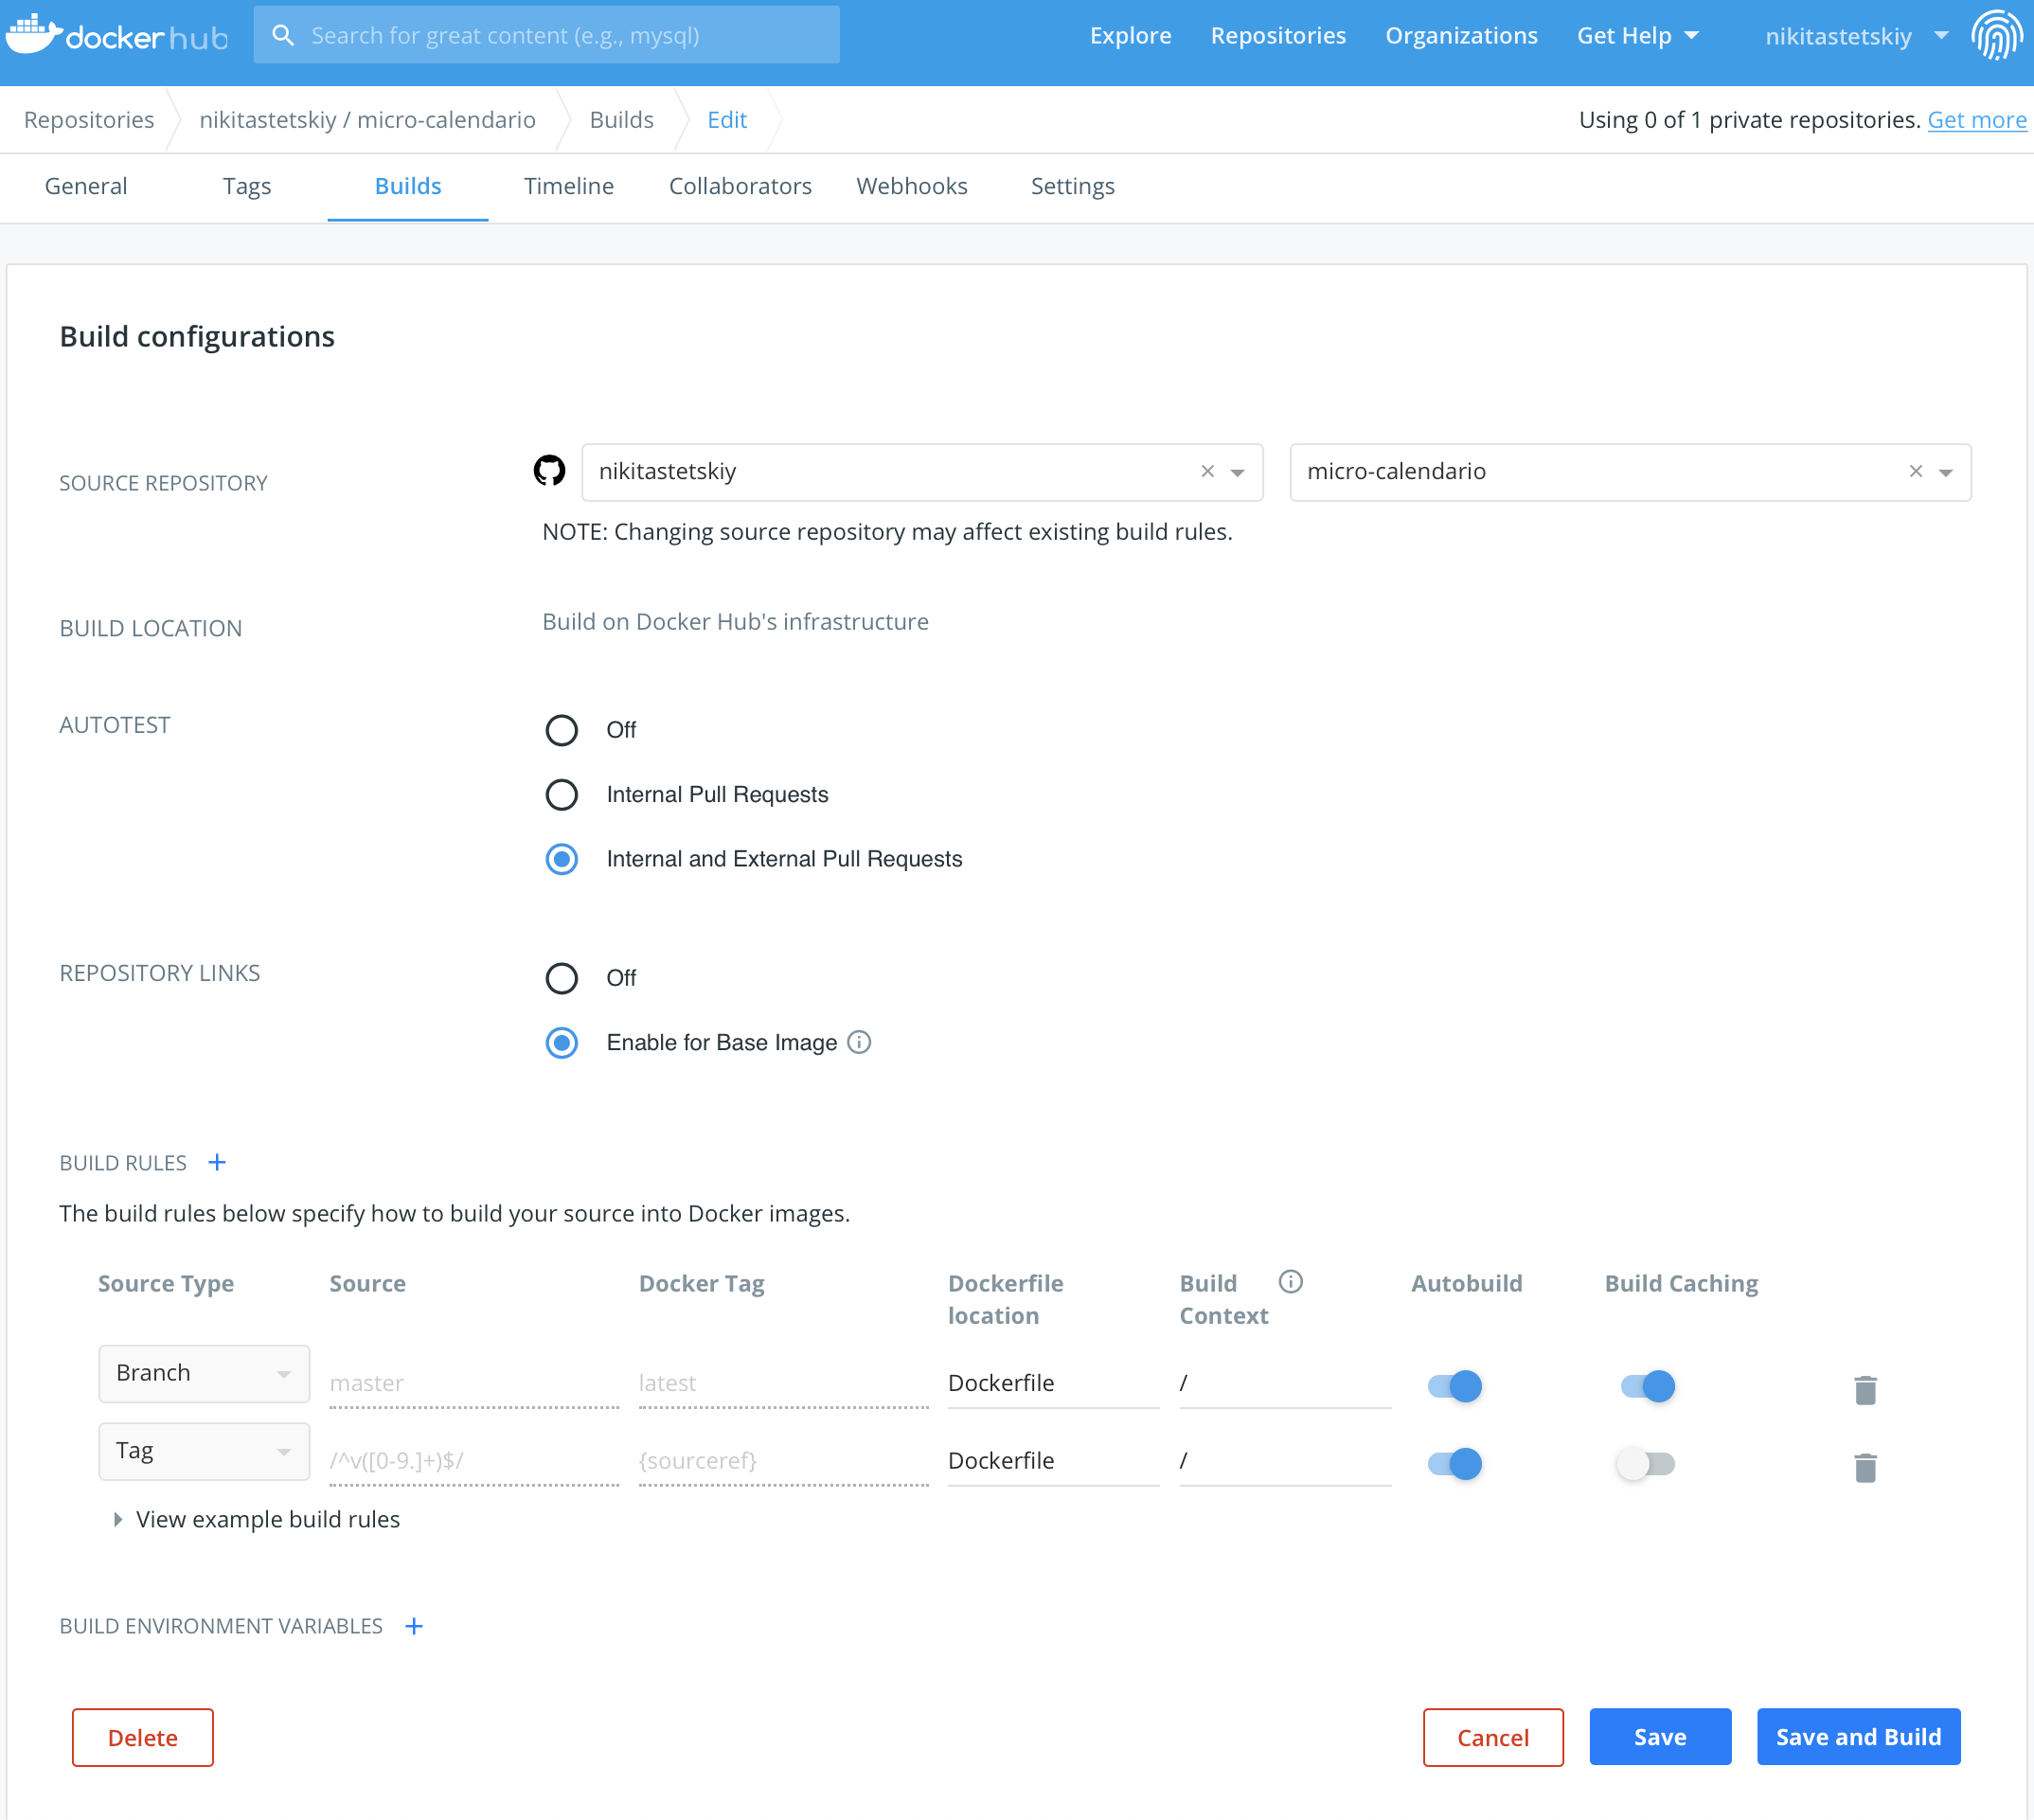 docker hub
Search for great content (e.g., mysql)
Explore
Repositories
Organizations
Get Help
nikitastetskiy
Repositories
nikitastetskiy / micro-calendario
Builds
Edit
Using 0 of 1 private repositories. Get more
General
Tags
Builds
Timeline
Collaborators
Webhooks
Settings
Build configurations
SOURCE REPOSITORY
nikitastetskiy
micro-calendario
NOTE: Changing source repository may affect existing build rules.
BUILD LOCATION
Build on Docker Hub's infrastructure
AUTOTEST
Off
Internal Pull Requests
Internal and External Pull Requests
REPOSITORY LINKS
Off
Enable for Base Image
BUILD RULES +
The build rules below specify how to build your source into Docker images.
Source Type
Source
Docker Tag
Dockerfile location
Build Context
Autobuild
Build Caching
Branch
master
latest
Dockerfile
/
Tag
/^v([0-9.]+)$/
{sourceref}
Dockerfile
/
View example build rules
BUILD ENVIRONMENT VARIABLES +
Delete
Cancel
Save
Save and Build